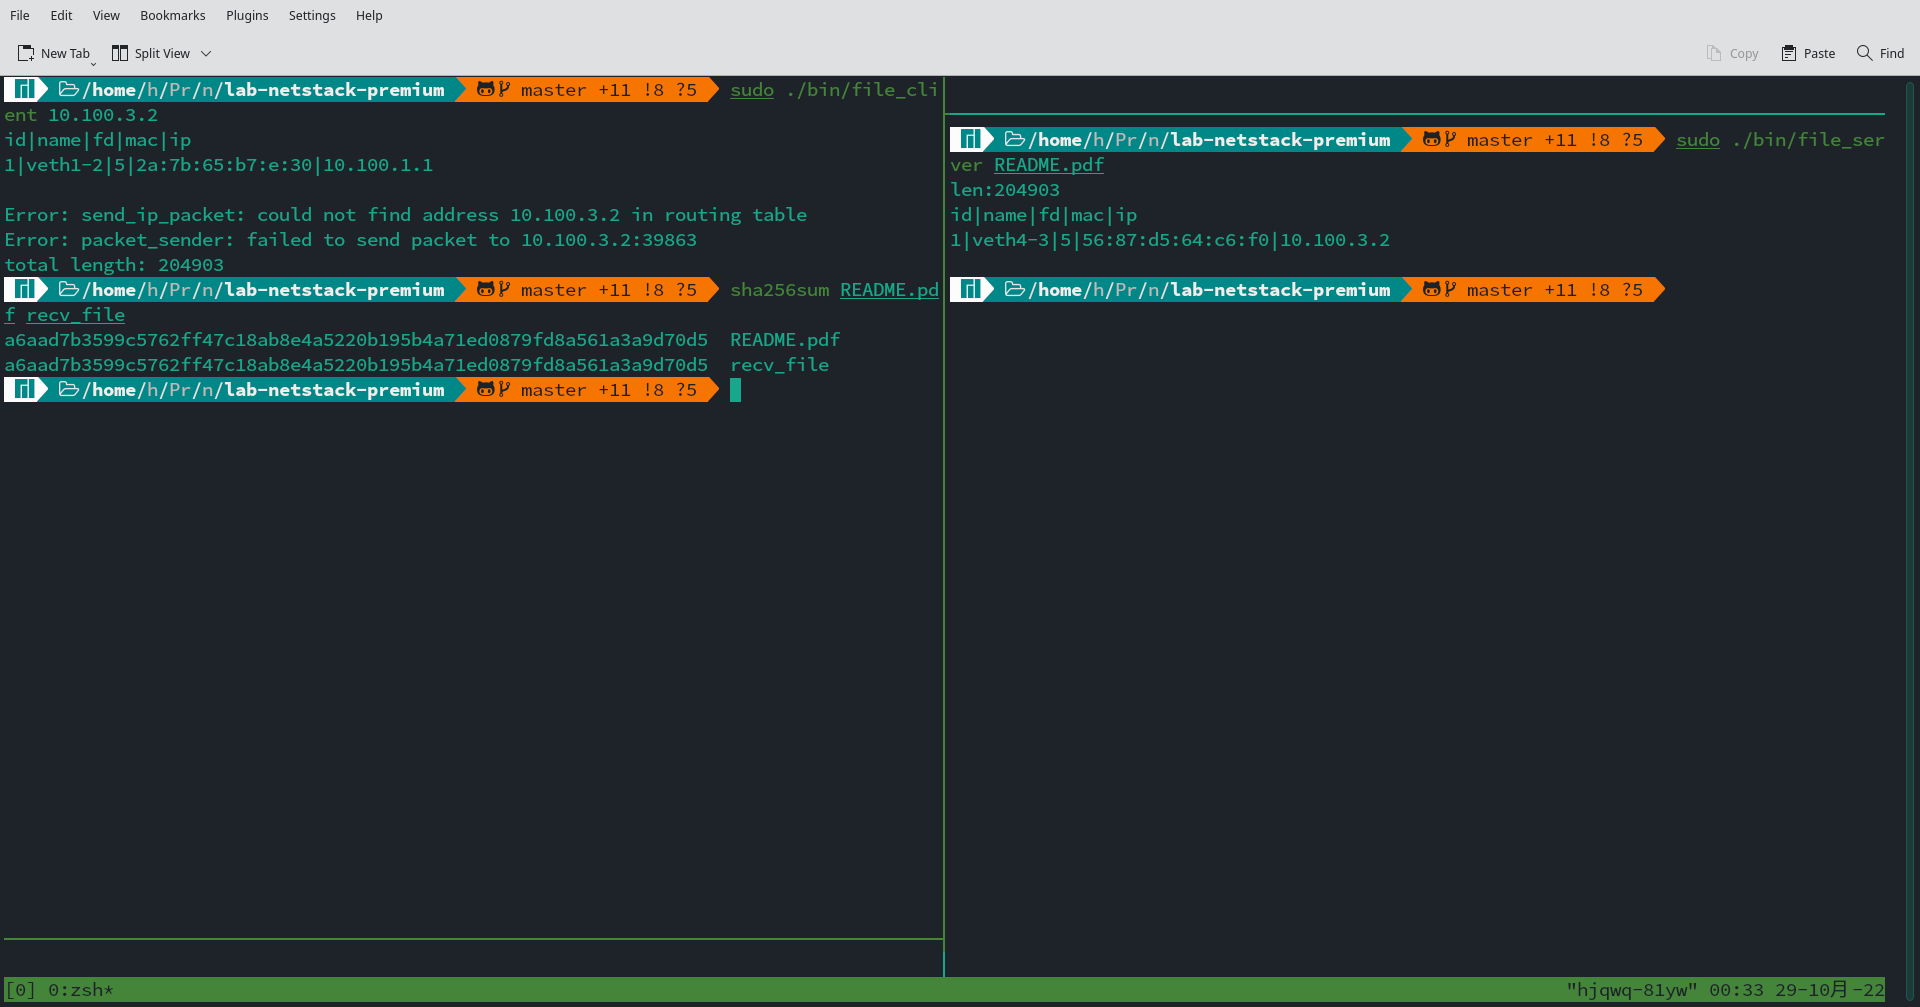 File Edit View Bookmarks Plugins Settings Help
New Tab Split View Copy Paste Find
/home/h/Pr/n/lab-netstack-premium master +11 !8 ?5 sudo ./bin/file_cli
ent 10.100.3.2
id|name|fd|mac|ip
1|veth1-2|5|2a:7b:65:b7:e:30|10.100.1.1
Error: send_ip_packet: could not find address 10.100.3.2 in routing table
Error: packet_sender: failed to send packet to 10.100.3.2:39863
total length: 204903
/home/h/Pr/n/lab-netstack-premium master +11 !8 ?5 sha256sum README.pd
f recv_file
a6aad7b3599c5762ff47c18ab8e4a5220b195b4a71ed0879fd8a561a3a9d70d5 README.pdf
a6aad7b3599c5762ff47c18ab8e4a5220b195b4a71ed0879fd8a561a3a9d70d5 recv_file
/home/h/Pr/n/lab-netstack-premium master +11 !8 ?5
/home/h/Pr/n/lab-netstack-premium master +11 !8 ?5 sudo ./bin/file_ser
ver README.pdf
len:204903
id|name|fd|mac|ip
1|veth4-3|5|56:87:d5:64:c6:f0|10.100.3.2
/home/h/Pr/n/lab-netstack-premium master +11 !8 ?5
[0] 0:zsh* "hjqwq-81yw" 00:33 29-10月-22